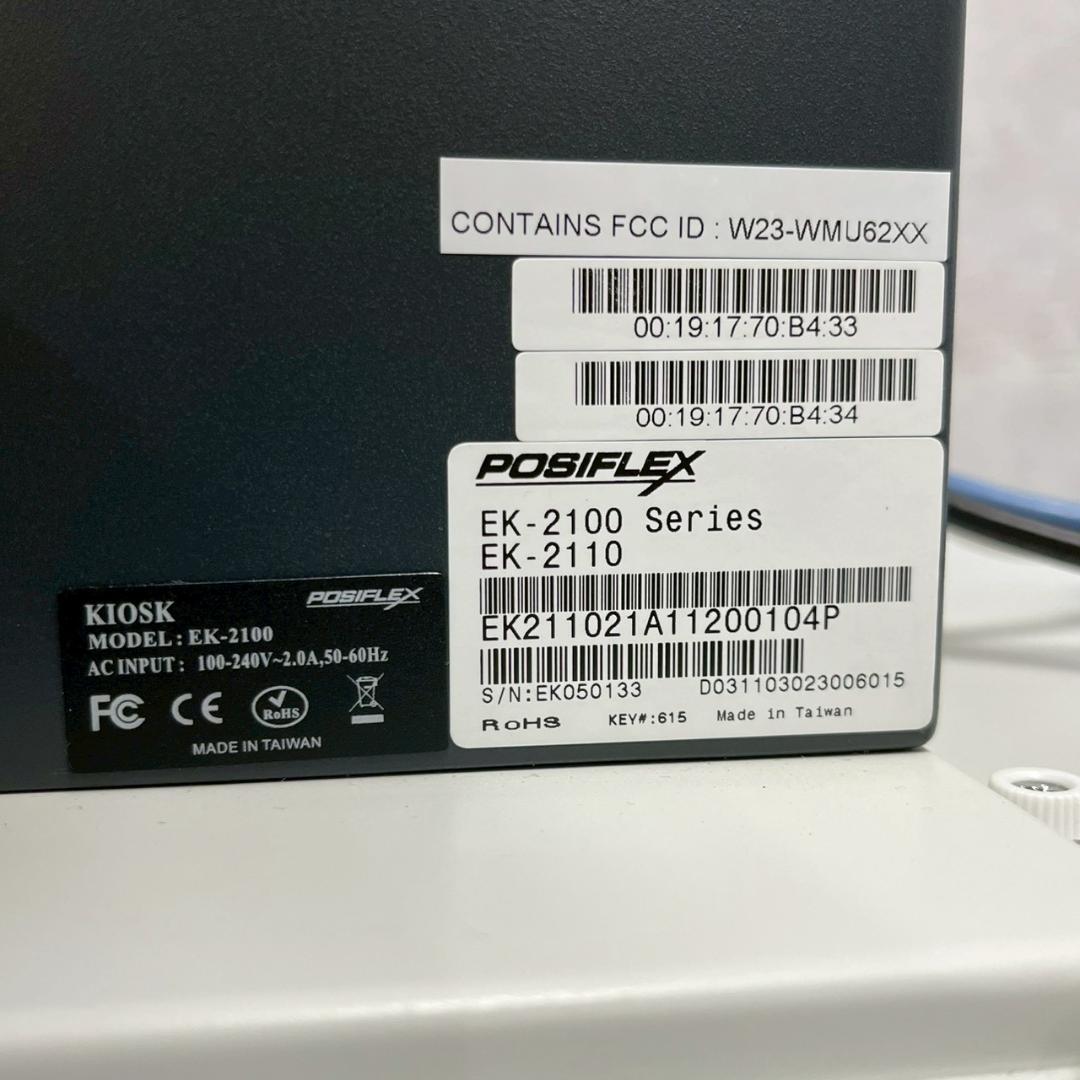 CONTAINS FCC ID : W23-WMU62XX
00:19:17:70:B4:33
00:19:17:70:B4:34
POSIFLEX
EK-2100 Series
EK-2110
EK211021A11200104P
S/N:EK050133 D031103023006015
RoHS KEY#:615 Made in Taiwan
POSIFLEX
KIOSK
MODEL : EK-2100
AC INPUT : 100-240V~2.0A,50-60Hz
FC CE RoHS
MADE IN TAIWAN